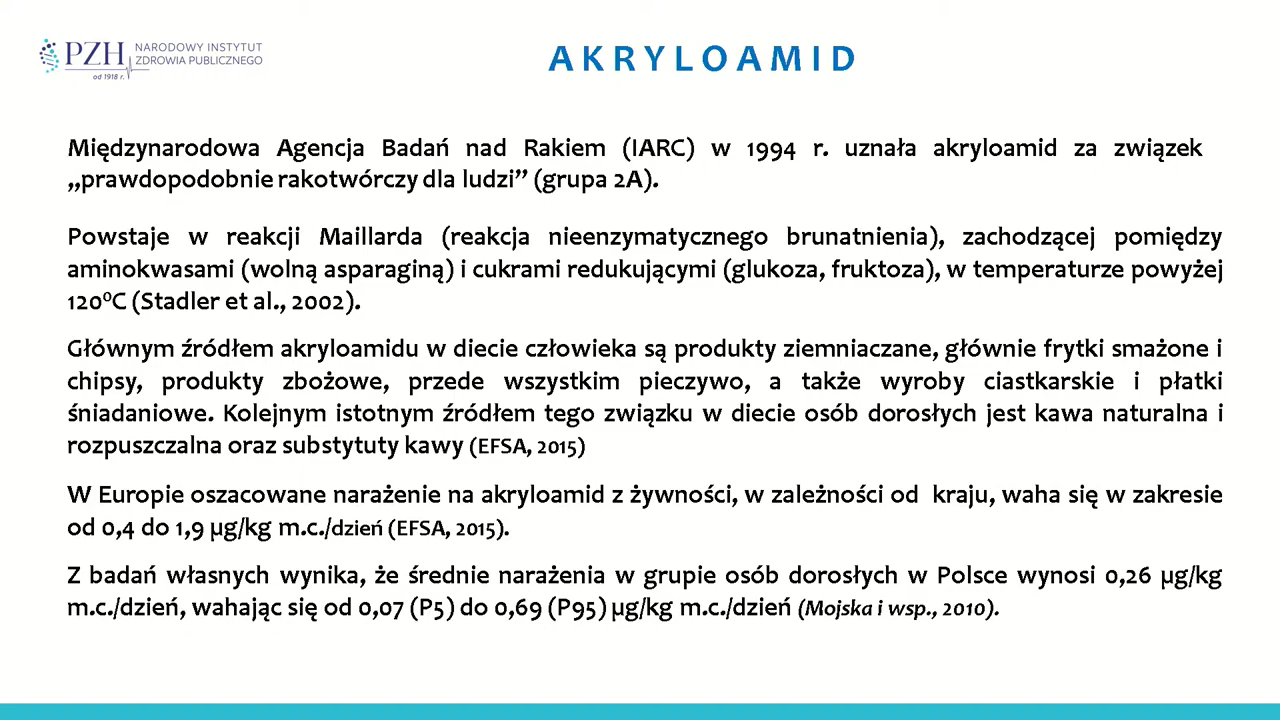 PZH NARODOWY INSTYTUT
ZDROWIA PUBLICZNEGO
od 1918 r.
AKRYLOAMID
Międzynarodowa Agencja Badań nad Rakiem (IARC) w 1994 r. uznała akryloamid za związek
„prawdopodobnie rakotwórczy dla ludzi” (grupa 2A).
Powstaje w reakcji Maillarda (reakcja nieenzymatycznego brunatnienia), zachodzącej pomiędzy
aminokwasami (wolną asparaginą) i cukrami redukującymi (glukoza, fruktoza), w temperaturze powyżej
120⁰C (Stadler et al., 2002).
Głównym źródłem akryloamidu w diecie człowieka są produkty ziemniaczane, głównie frytki smażone i
chipsy, produkty zbożowe, przede wszystkim pieczywo, a także wyroby ciastkarskie i płatki
śniadaniowe. Kolejnym istotnym źródłem tego związku w diecie osób dorosłych jest kawa naturalna i
rozpuszczalna oraz substytuty kawy (EFSA, 2015)
W Europie oszacowane narażenie na akryloamid z żywności, w zależności od kraju, waha się w zakresie
od 0,4 do 1,9 µg/kg m.c./dzień (EFSA, 2015).
Z badań własnych wynika, że średnie narażenia w grupie osób dorosłych w Polsce wynosi 0,26 µg/kg
m.c./dzień, wahając się od 0,07 (P5) do 0,69 (P95) µg/kg m.c./dzień (Mojska i wsp., 2010).